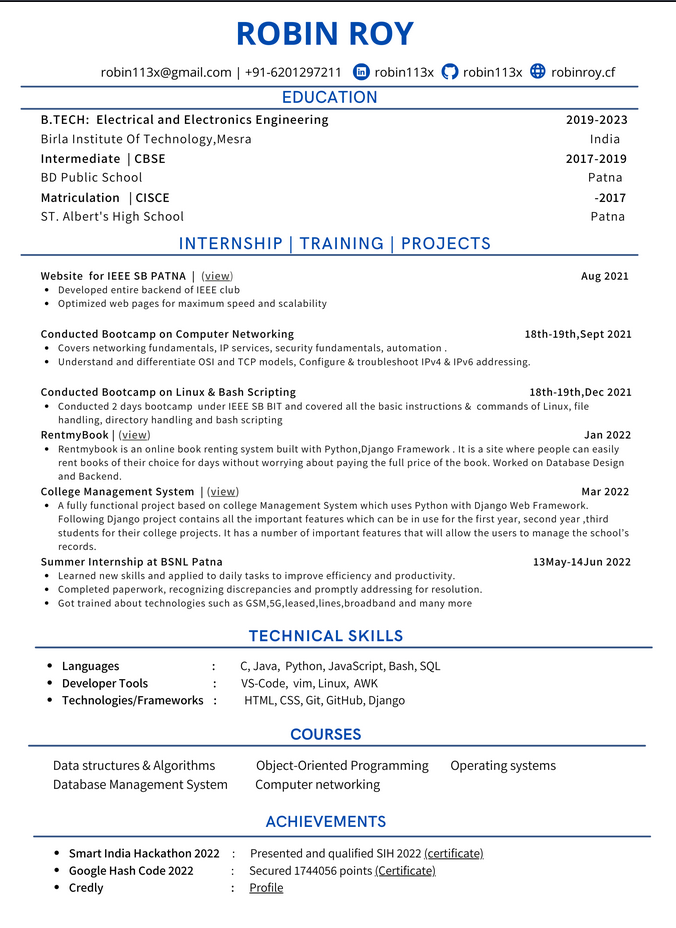 ROBIN ROY
robin113x@gmail.com | +91-6201297211 in robin113x robin113x robinroy.cf
EDUCATION
B.TECH: Electrical and Electronics Engineering 2019-2023
Birla Institute Of Technology,Mesra India
Intermediate | CBSE 2017-2019
BD Public School Patna
Matriculation | CISCE -2017
ST. Albert's High School Patna
INTERNSHIP | TRAINING | PROJECTS
Website for IEEE SB PATNA | (view) Aug 2021
• Developed entire backend of IEEE club
• Optimized web pages for maximum speed and scalability
Conducted Bootcamp on Computer Networking 18th-19th,Sept 2021
• Covers networking fundamentals, IP services, security fundamentals, automation .
• Understand and differentiate OSI and TCP models, Configure & troubleshoot IPv4 & IPv6 addressing.
Conducted Bootcamp on Linux & Bash Scripting 18th-19th,Dec 2021
• Conducted 2 days bootcamp under IEEE SB BIT and covered all the basic instructions & commands of Linux, file
handling, directory handling and bash scripting
RentmyBook | (view) Jan 2022
• Rentmybook is an online book renting system built with Python,Django Framework . It is a site where people can easily
rent books of their choice for days without worrying about paying the full price of the book. Worked on Database Design
and Backend.
College Management System | (view) Mar 2022
• A fully functional project based on college Management System which uses Python with Django Web Framework.
Following Django project contains all the important features which can be in use for the first year, second year ,third
students for their college projects. It has a number of important features that will allow the users to manage the school's
records.
Summer Internship at BSNL Patna 13May-14Jun 2022
• Learned new skills and applied to daily tasks to improve efficiency and productivity.
• Completed paperwork, recognizing discrepancies and promptly addressing for resolution.
• Got trained about technologies such as GSM,5G,leased,lines,broadband and many more
TECHNICAL SKILLS
• Languages : C, Java, Python, JavaScript, Bash, SQL
• Developer Tools : VS-Code, vim, Linux, AWK
• Technologies/Frameworks : HTML, CSS, Git, GitHub, Django
COURSES
Data structures & Algorithms Object-Oriented Programming Operating systems
Database Management System Computer networking
ACHIEVEMENTS
• Smart India Hackathon 2022 : Presented and qualified SIH 2022 (certificate)
• Google Hash Code 2022 : Secured 1744056 points (Certificate)
• Credly : Profile